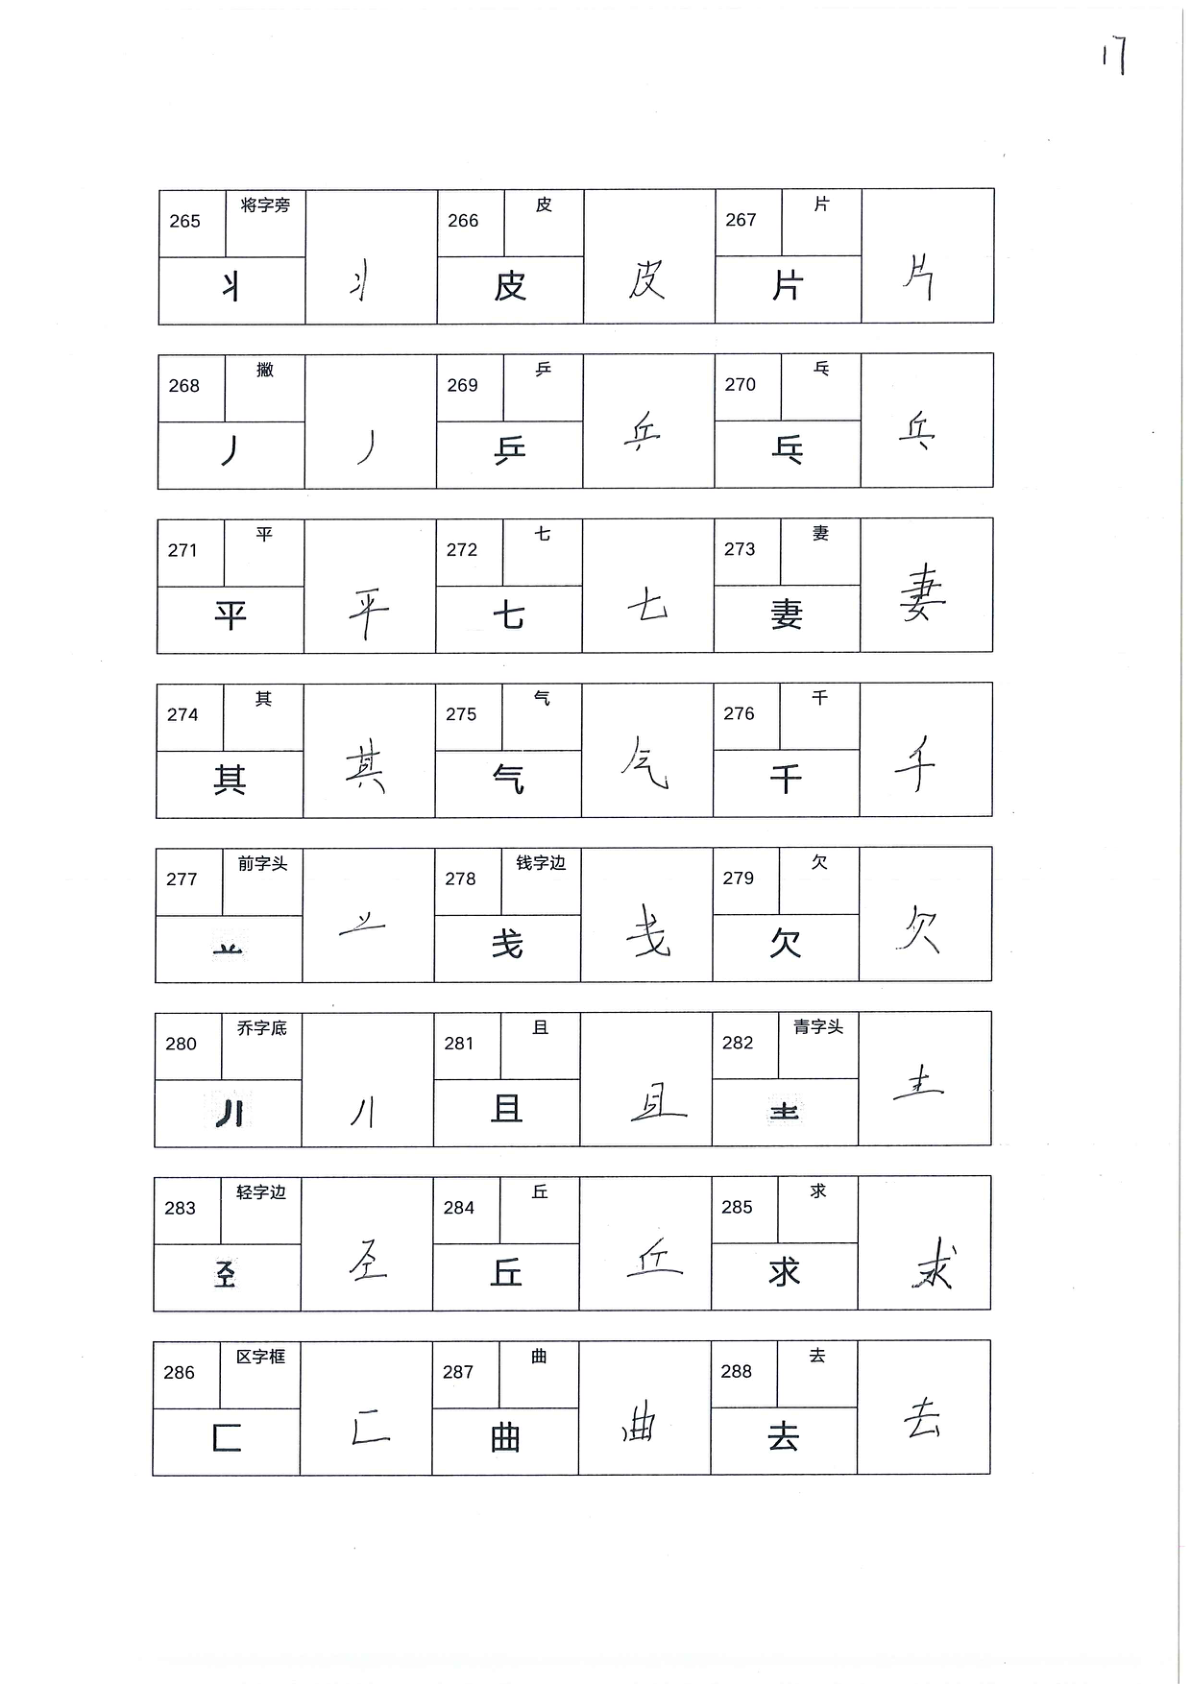 17
265 将字旁 丬 丬 266 皮 皮 皮 267 片 片 片
268 撇 丿 丿 269 乒 乒 乒 270 乓 乓 乓
271 平 平 平 272 七 七 七 273 妻 妻 妻
274 其 其 其 275 气 气 气 276 千 千 千
277 前字头 䒑 䒑 278 钱字边 戋 戋 279 欠 欠 欠
280 乔字底 丿丨 丿丨 281 且 且 且 282 青字头 龶 龶
283 轻字边 𢀖 𢀖 284 丘 丘 丘 285 求 求 求
286 区字框 匚 匚 287 曲 曲 曲 288 去 去 去